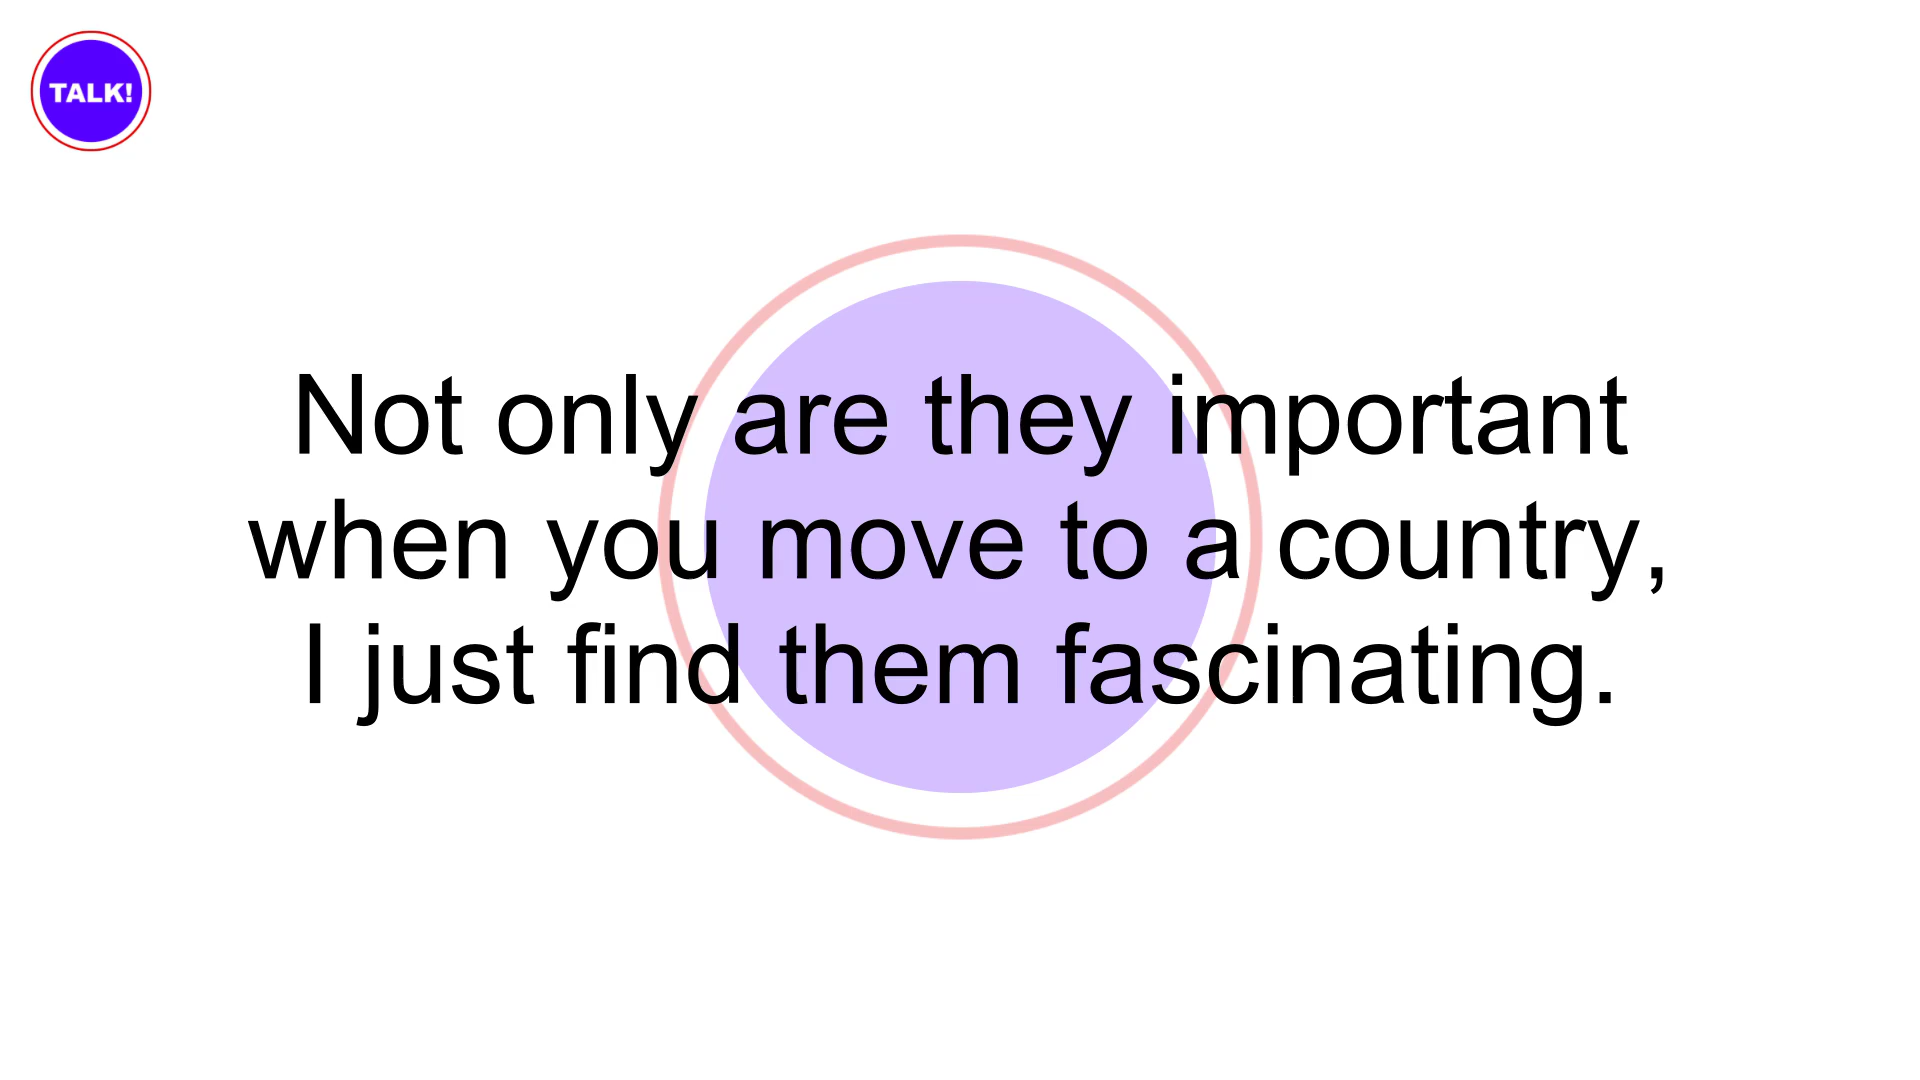 TALK!
Not only are they important
when you move to a country,
I just find them fascinating.